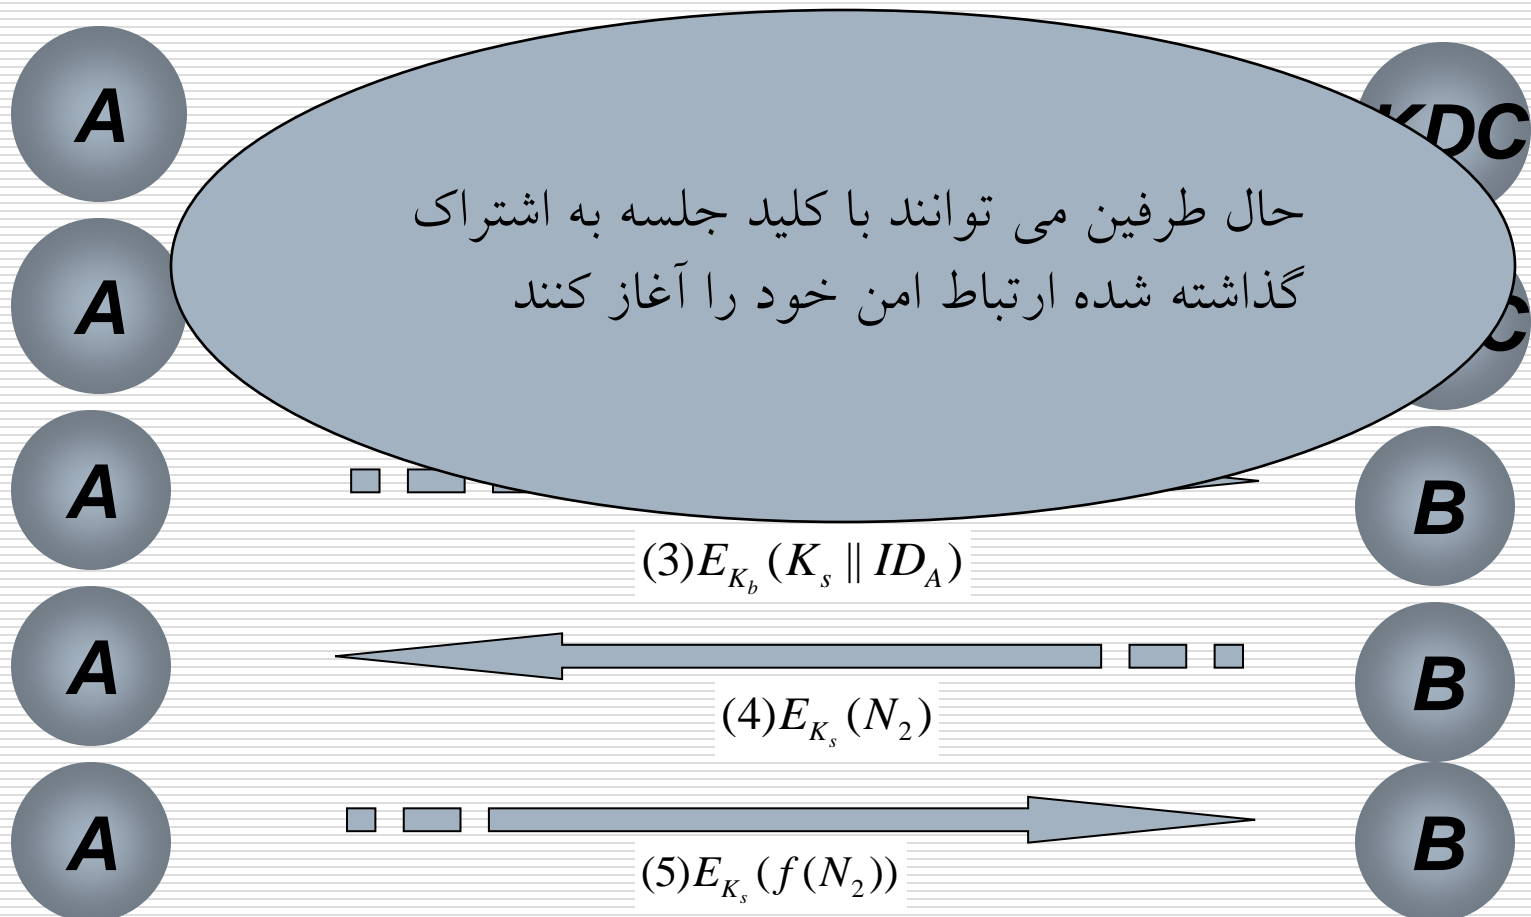 A
KDC
حال طرفین می توانند با کلید جلسه به اشتراک
گذاشته شده ارتباط امن خود را آغاز کنند
A
A
B
(3)E_{K_b}(K_s || ID_A)
A
B
(4)E_{K_s}(N_2)
A
B
(5)E_{K_s}(f(N_2))